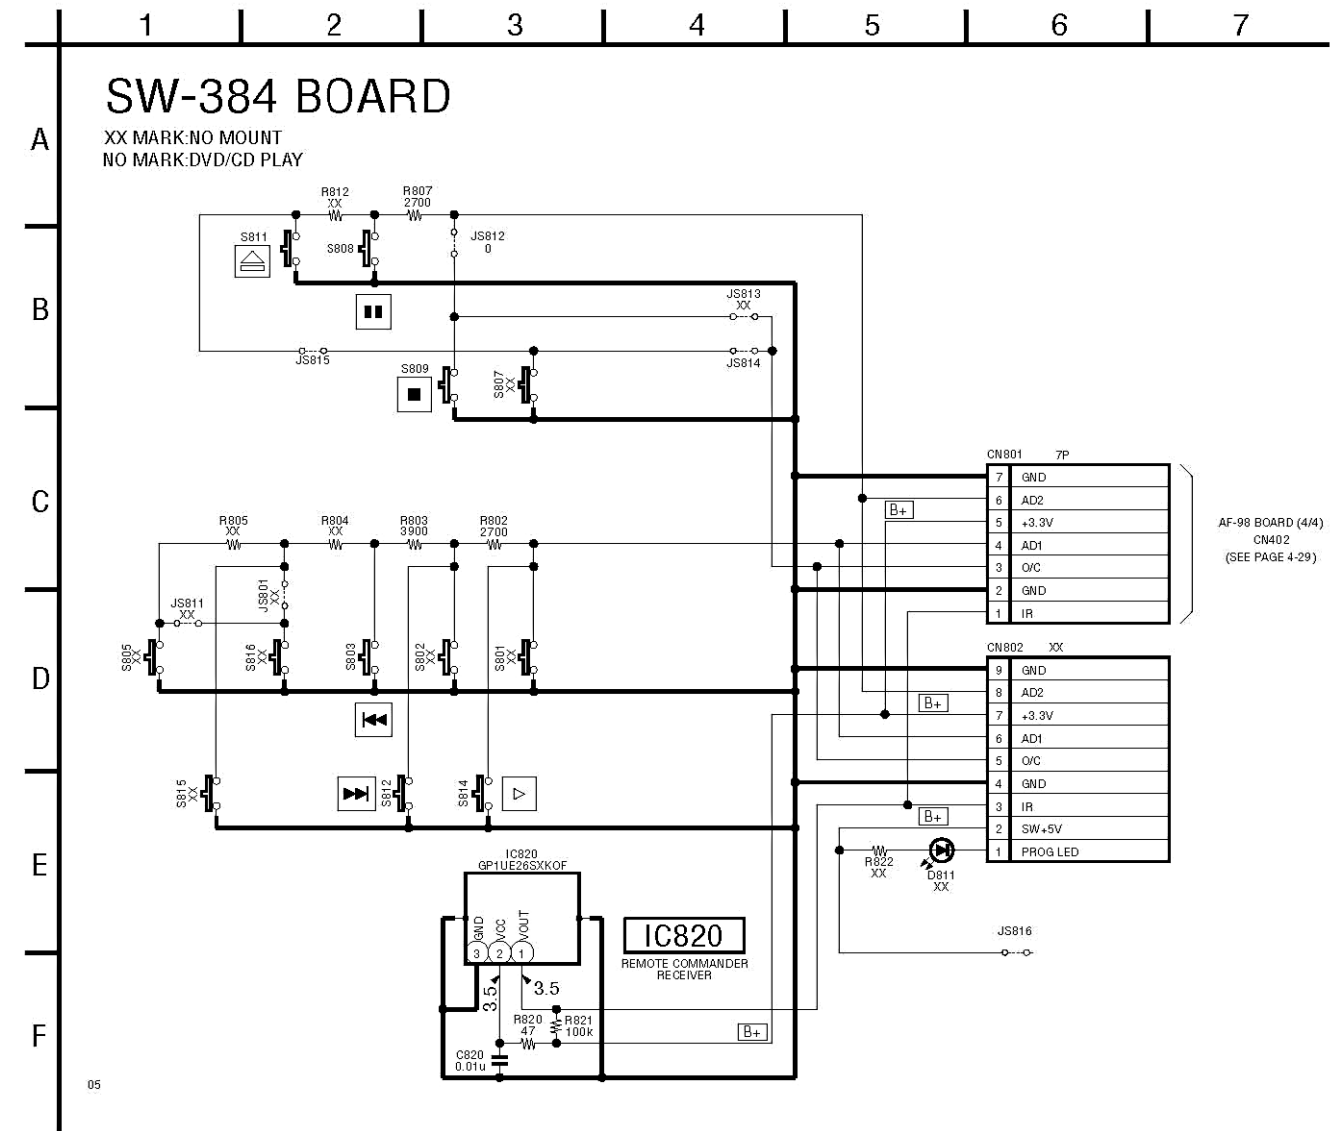 1 2 3 4 5 6 7
SW-384 BOARD
A
XX MARK:NO MOUNT
NO MARK:DVD/CD PLAY
R812
XX
R807
2700
S811
S808
JS812
0
B
JS813
XX
JS815
JS814
S809
S807
XX
CN801 7P
7 GND
6 AD2
5 +3.3V
4 AD1
3 O/C
2 GND
1 IR
B+
AF-98 BOARD (4/4)
CN402
(SEE PAGE 4-29)
C
R805
XX
R804
XX
R803
3900
R802
2700
JS811
XX
JS801
XX
D
S805
XX
S816
XX
S803
S802
XX
S801
XX
CN802 XX
9 GND
8 AD2
7 +3.3V
6 AD1
5 O/C
4 GND
3 IR
2 SW+5V
1 PROG LED
B+
B+
S815
XX
S812
S814
E
R822
XX
D811
XX
JS816
IC820
GP1UE26SXKOF
GND
VCC
VOUT
3 2 1
IC820
REMOTE COMMANDER
RECEIVER
3.5
3.5
F
R820
47
R821
100k
B+
C820
0.01u
05